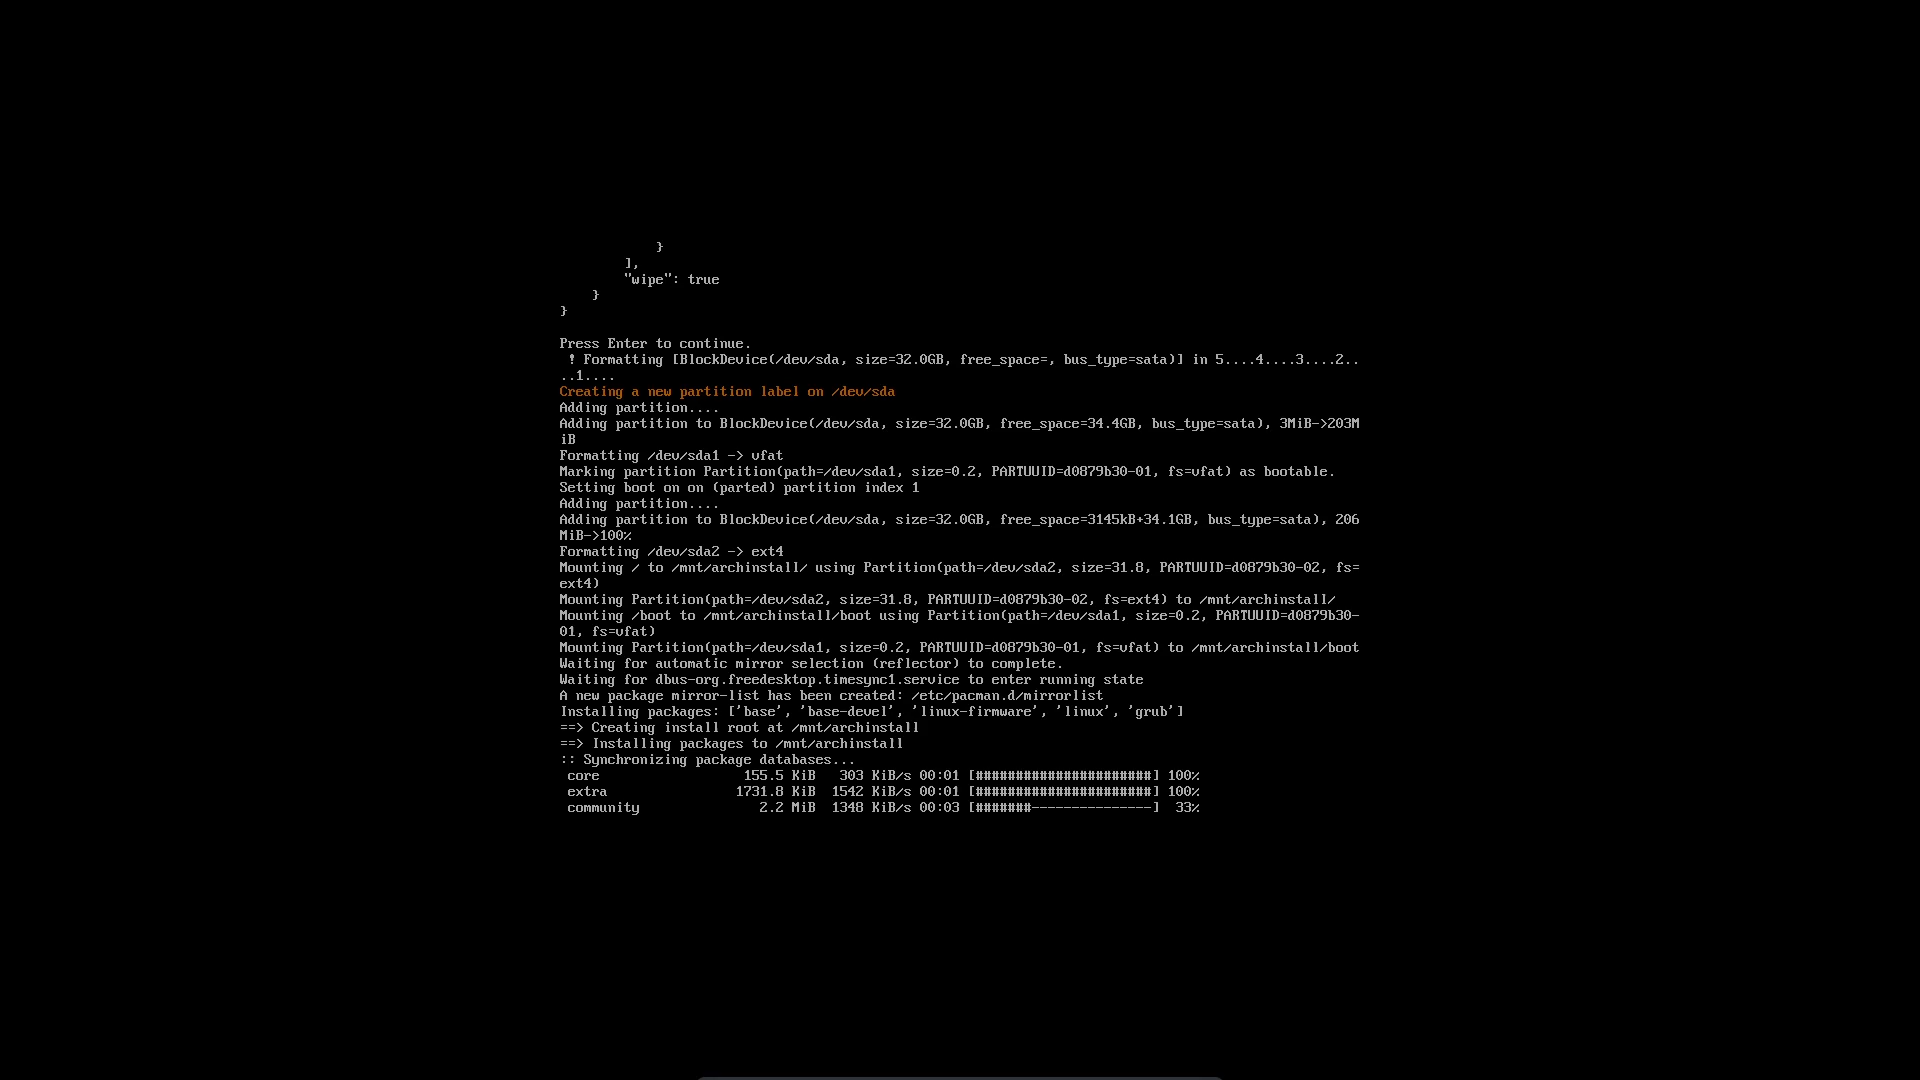 }
],
"wipe": true
}
}
Press Enter to continue.
! Formatting [BlockDevice(/dev/sda, size=32.0GB, free_space=, bus_type=sata)] in 5....4....3....2..
..1....
Creating a new partition label on /dev/sda
Adding partition....
Adding partition to BlockDevice(/dev/sda, size=32.0GB, free_space=34.4GB, bus_type=sata), 3MiB->203M
iB
Formatting /dev/sda1 -> vfat
Marking partition Partition(path=/dev/sda1, size=0.2, PARTUUID=d0879b30-01, fs=vfat) as bootable.
Setting boot on on (parted) partition index 1
Adding partition....
Adding partition to BlockDevice(/dev/sda, size=32.0GB, free_space=3145kB+34.1GB, bus_type=sata), 206
MiB->100%
Formatting /dev/sda2 -> ext4
Mounting / to /mnt/archinstall/ using Partition(path=/dev/sda2, size=31.8, PARTUUID=d0879b30-02, fs=
ext4)
Mounting Partition(path=/dev/sda2, size=31.8, PARTUUID=d0879b30-02, fs=ext4) to /mnt/archinstall/
Mounting /boot to /mnt/archinstall/boot using Partition(path=/dev/sda1, size=0.2, PARTUUID=d0879b30-
01, fs=vfat)
Mounting Partition(path=/dev/sda1, size=0.2, PARTUUID=d0879b30-01, fs=vfat) to /mnt/archinstall/boot
Waiting for automatic mirror selection (reflector) to complete.
Waiting for dbus-org.freedesktop.timesync1.service to enter running state
A new package mirror-list has been created: /etc/pacman.d/mirrorlist
Installing packages: ['base', 'base-devel', 'linux-firmware', 'linux', 'grub']
==> Creating install root at /mnt/archinstall
==> Installing packages to /mnt/archinstall
:: Synchronizing package databases...
core 155.5 KiB 303 KiB/s 00:01 [######################] 100%
extra 1731.8 KiB 1542 KiB/s 00:01 [######################] 100%
community 2.2 MiB 1348 KiB/s 00:03 [#######---------------] 33%